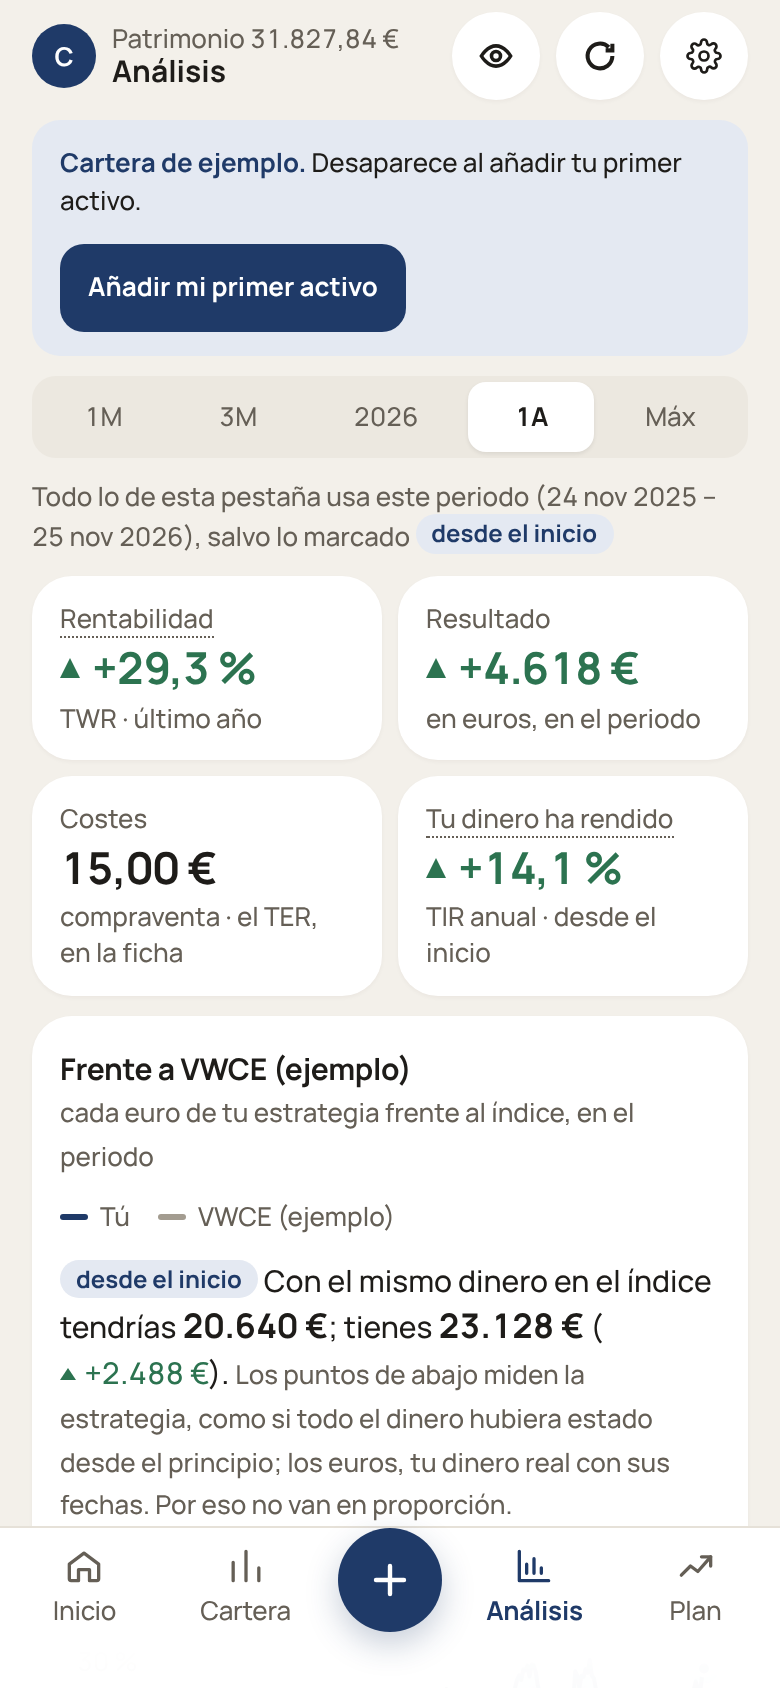 C
Patrimonio 31.827,84 €
Análisis
Cartera de ejemplo. Desaparece al añadir tu primer
activo.
Añadir mi primer activo
1M 3M 2026 1A Máx
Todo lo de esta pestaña usa este periodo (24 nov 2025 –
25 nov 2026), salvo lo marcado desde el inicio
Rentabilidad
▲ +29,3 %
TWR · último año
Resultado
▲ +4.618 €
en euros, en el periodo
Costes
15,00 €
compraventa · el TER,
en la ficha
Tu dinero ha rendido
▲ +14,1 %
TIR anual · desde el
inicio
Frente a VWCE (ejemplo)
cada euro de tu estrategia frente al índice, en el
periodo
Tú VWCE (ejemplo)
desde el inicio Con el mismo dinero en el índice
tendrías 20.640 €; tienes 23.128 € (
▲ +2.488 €). Los puntos de abajo miden la
estrategia, como si todo el dinero hubiera estado
desde el principio; los euros, tu dinero real con sus
fechas. Por eso no van en proporción.
Inicio Cartera + Análisis Plan